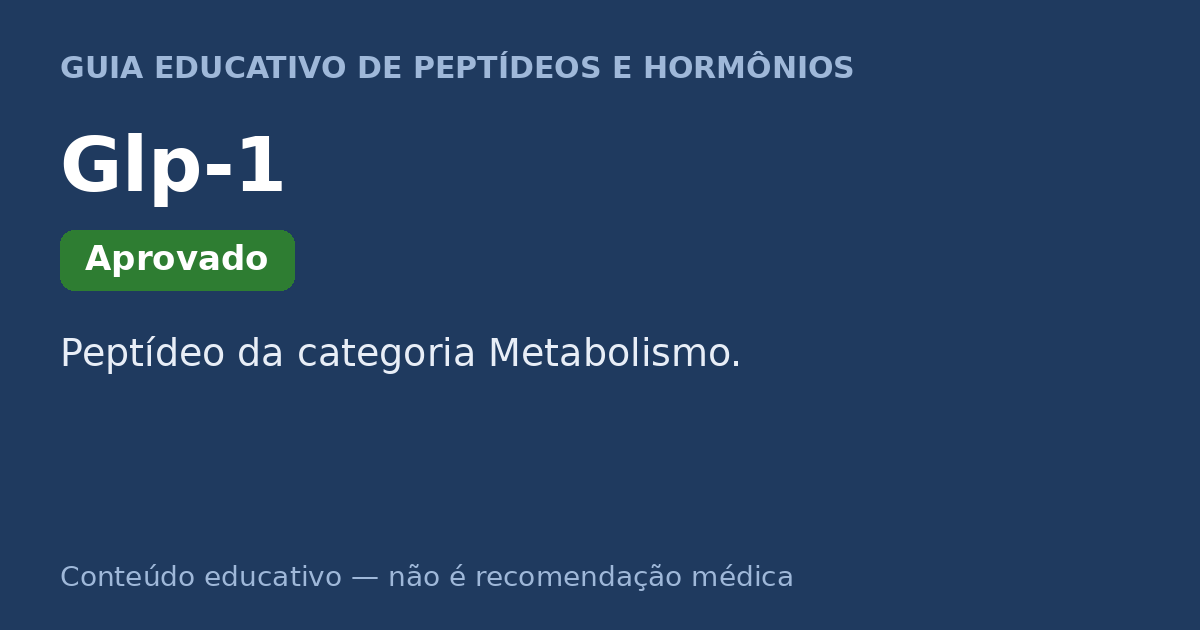 GUIA EDUCATIVO DE PEPTÍDEOS E HORMÔNIOS
Glp-1
Aprovado
Peptídeo da categoria Metabolismo.
Conteúdo educativo — não é recomendação médica